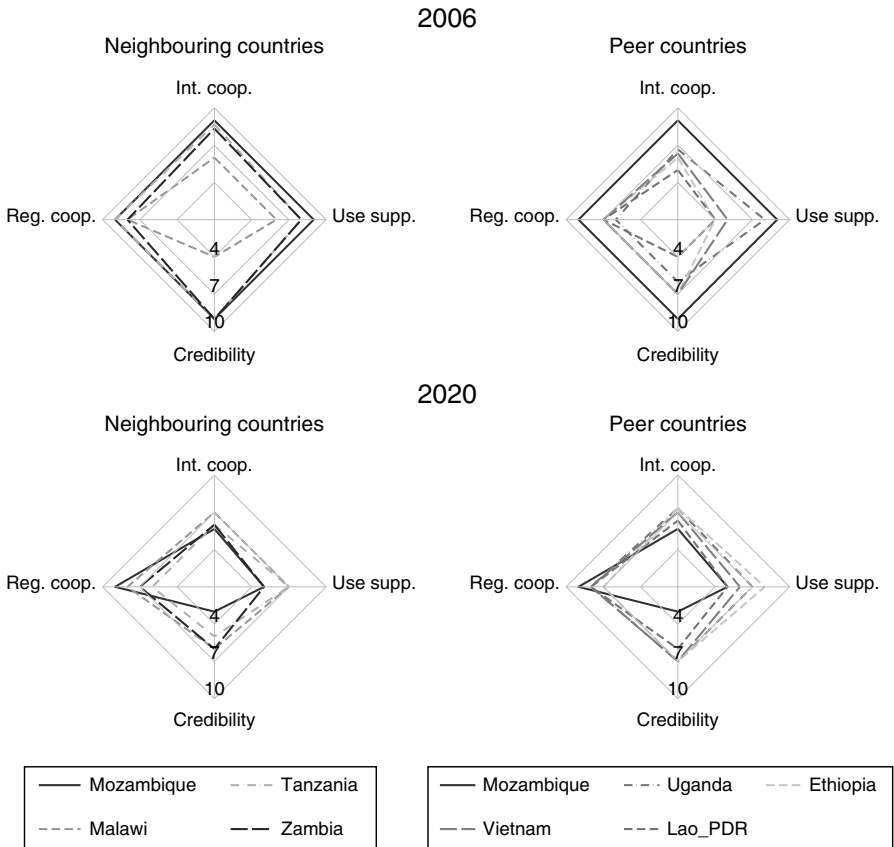 2006
Neighbouring countries Peer countries
Int. coop. Int. coop.
Reg. coop. Use supp. Reg. coop. Use supp.
4 4
7 7
10 10
Credibility Credibility
2020
Neighbouring countries Peer countries
Int. coop. Int. coop.
Reg. coop. Use supp. Reg. coop. Use supp.
4 4
7 7
10 10
Credibility Credibility
Mozambique Tanzania Mozambique Uganda Ethiopia
Malawi Zambia Vietnam Lao_PDR